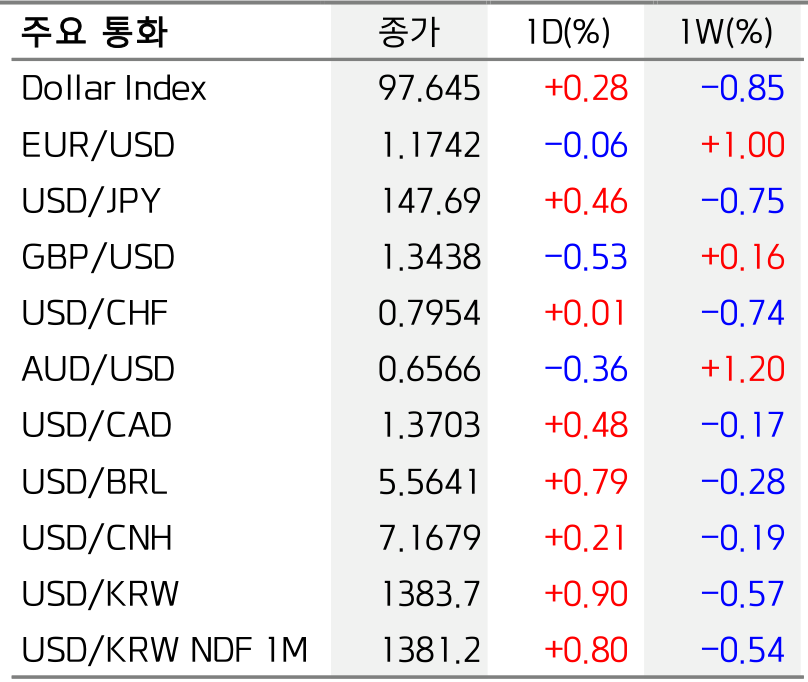 주요 통화 종가 1D(%) 1W(%)
Dollar Index 97.645 +0.28 -0.85
EUR/USD 1.1742 -0.06 +1.00
USD/JPY 147.69 +0.46 -0.75
GBP/USD 1.3438 -0.53 +0.16
USD/CHF 0.7954 +0.01 -0.74
AUD/USD 0.6566 -0.36 +1.20
USD/CAD 1.3703 +0.48 -0.17
USD/BRL 5.5641 +0.79 -0.28
USD/CNH 7.1679 +0.21 -0.19
USD/KRW 1383.7 +0.90 -0.57
USD/KRW NDF 1M 1381.2 +0.80 -0.54